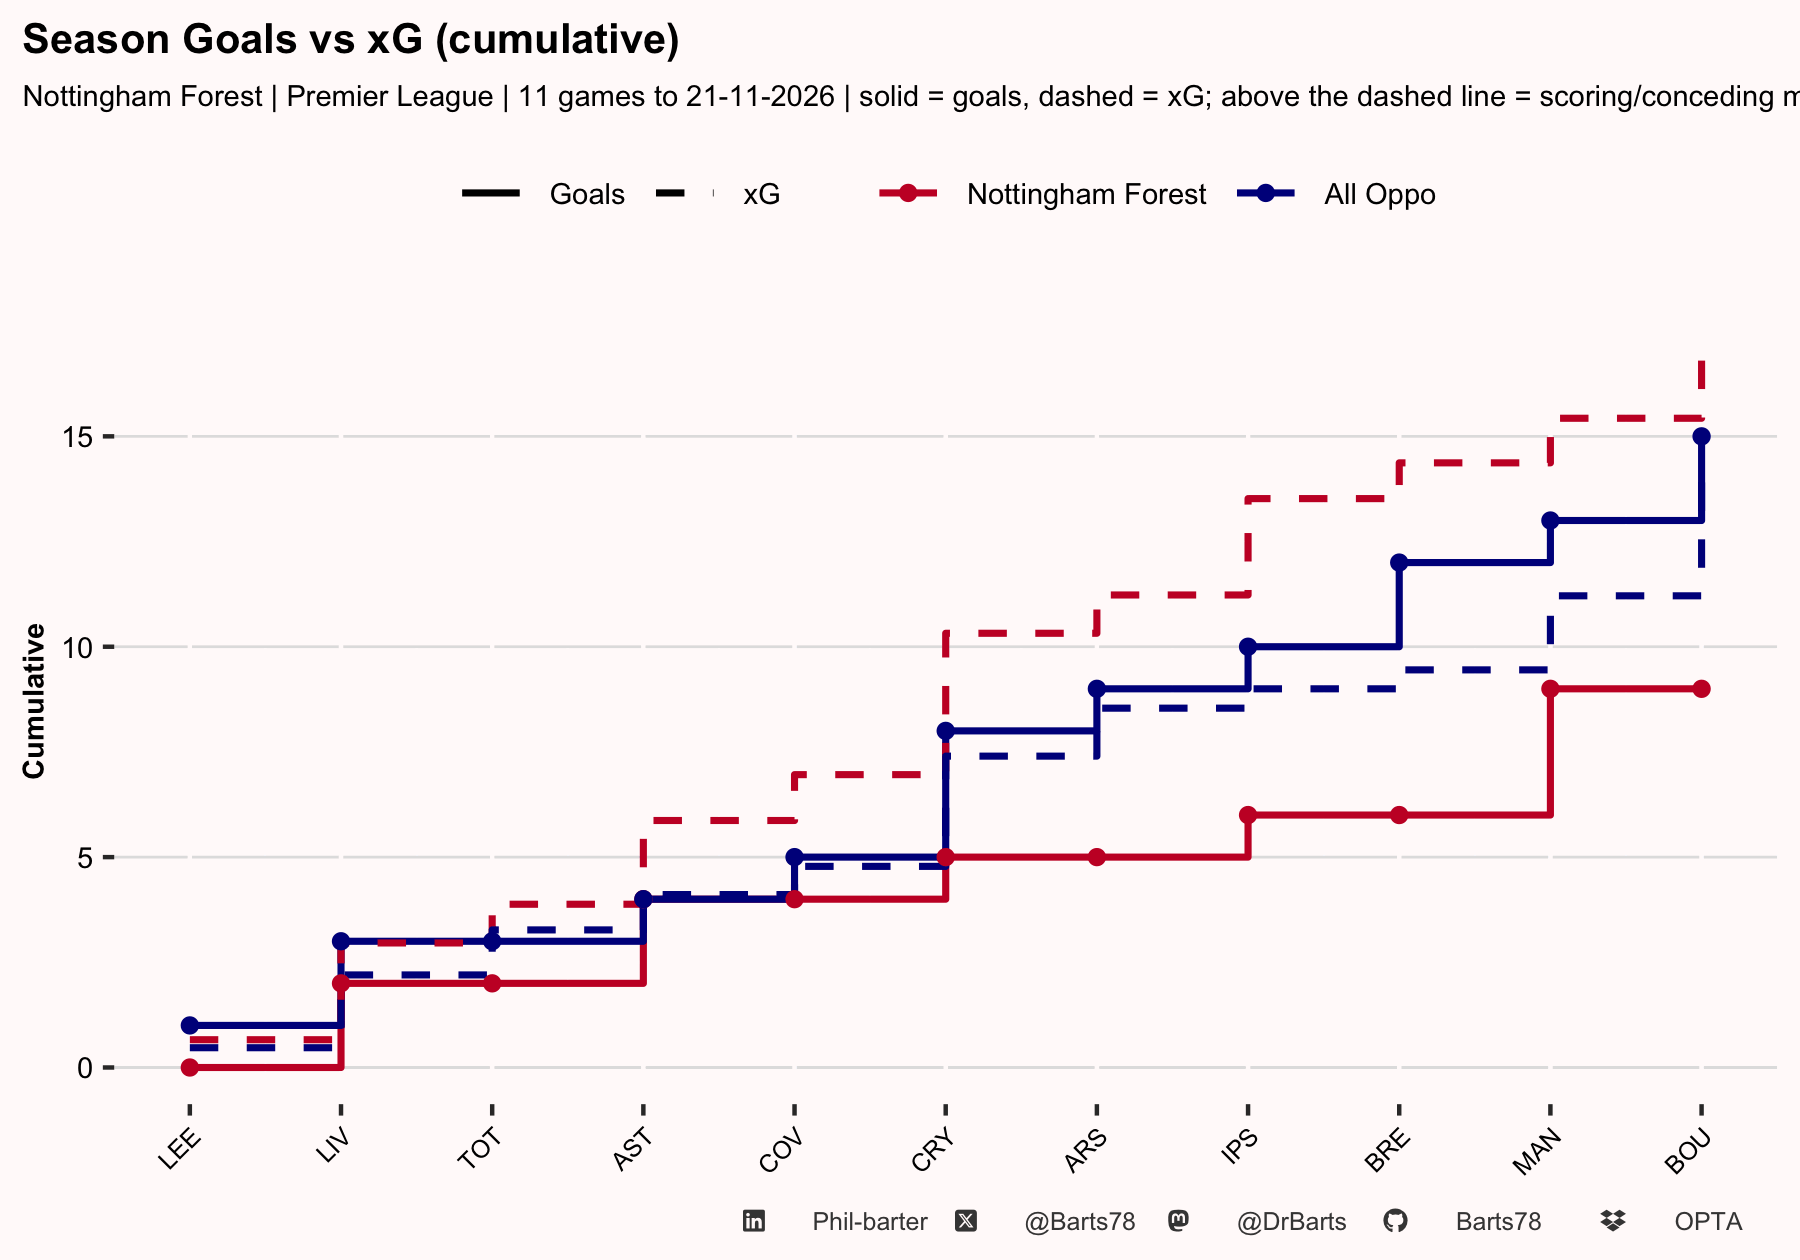 Season Goals vs xG (cumulative)
Nottingham Forest | Premier League | 11 games to 21-11-2026 | solid = goals, dashed = xG; above the dashed line = scoring/conceding
Goals xG Nottingham Forest All Oppo
Cumulative
15
10
5
0
LEE LIV TOT AST COV CRY ARS IPS BRE MAN BOU
Phil-barter @Barts78 @DrBarts Barts78 OPTA